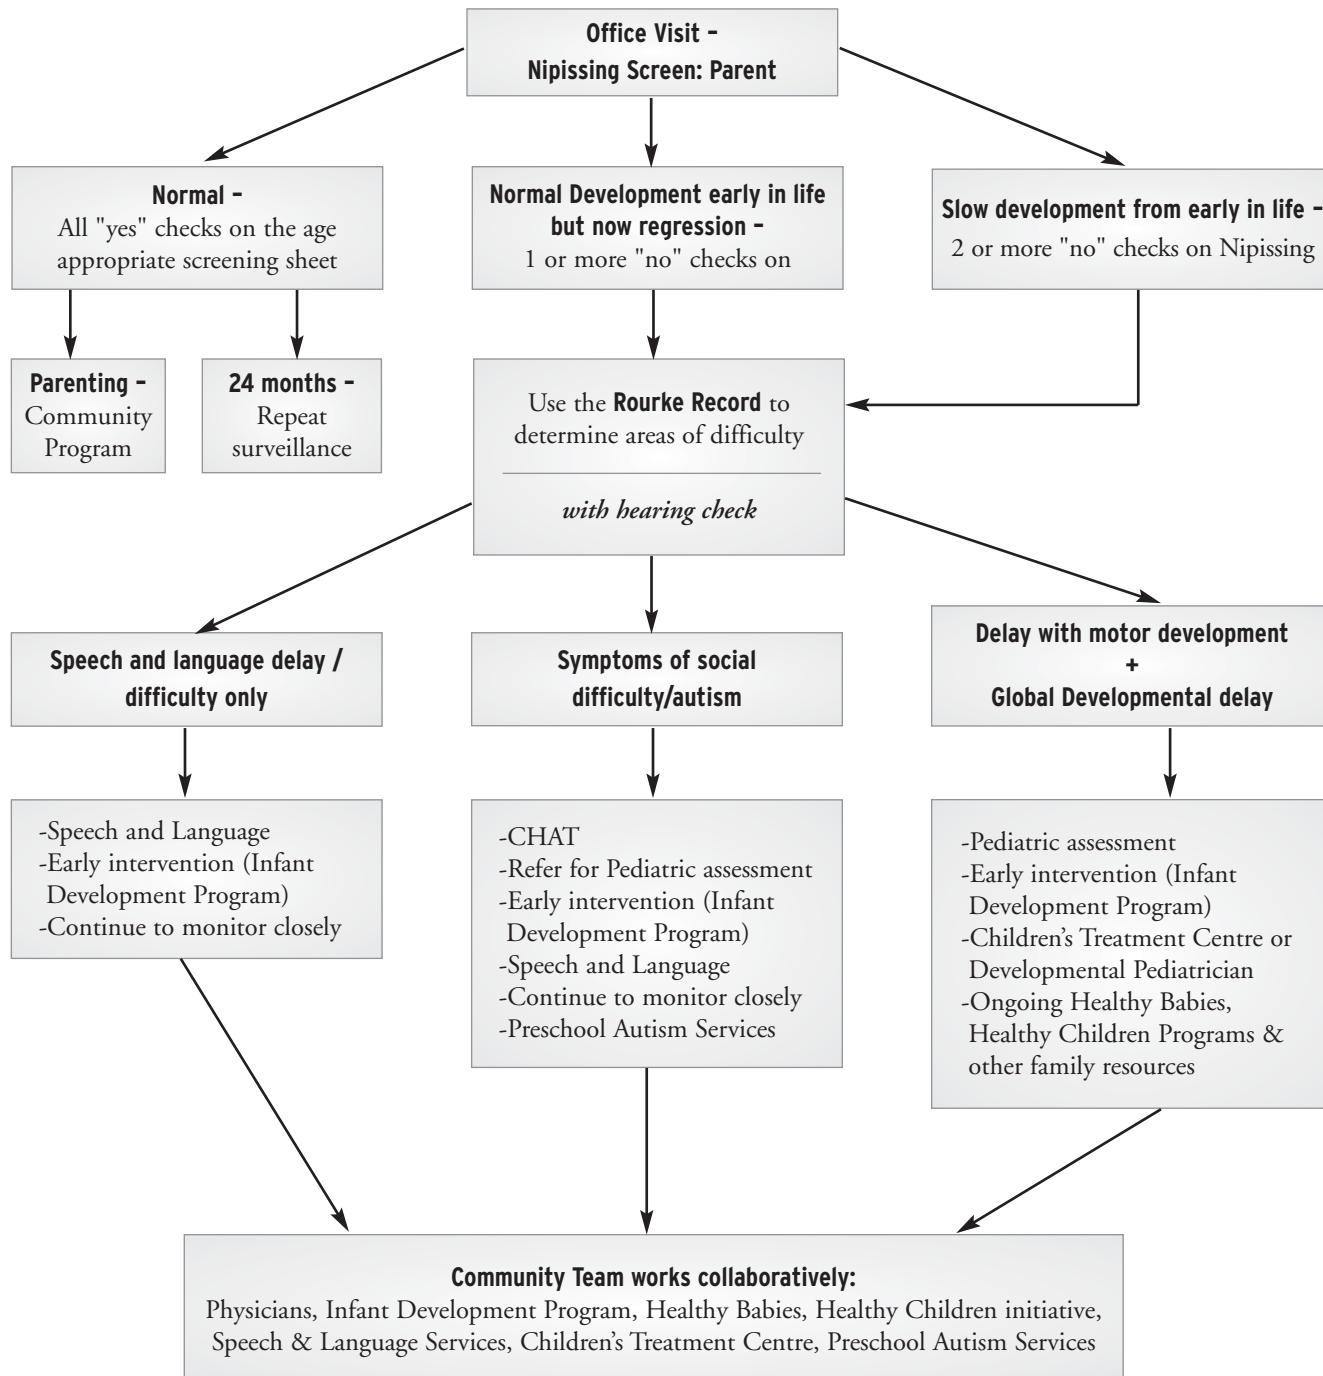 Office Visit –
Nipissing Screen: Parent
Normal –
All "yes" checks on the age
appropriate screening sheet
Normal Development early in life
but now regression –
1 or more "no" checks on
Slow development from early in life –
2 or more "no" checks on Nipissing
Parenting –
Community
Program
24 months –
Repeat
surveillance
Use the Rourke Record to
determine areas of difficulty
with hearing check
Speech and language delay /
difficulty only
Symptoms of social
difficulty/autism
Delay with motor development
+
Global Developmental delay
-Speech and Language
-Early intervention (Infant
Development Program)
-Continue to monitor closely
-CHAT
-Refer for Pediatric assessment
-Early intervention (Infant
Development Program)
-Speech and Language
-Continue to monitor closely
-Preschool Autism Services
-Pediatric assessment
-Early intervention (Infant
Development Program)
-Children's Treatment Centre or
Developmental Pediatrician
-Ongoing Healthy Babies,
Healthy Children Programs &
other family resources
Community Team works collaboratively:
Physicians, Infant Development Program, Healthy Babies, Healthy Children initiative,
Speech & Language Services, Children's Treatment Centre, Preschool Autism Services